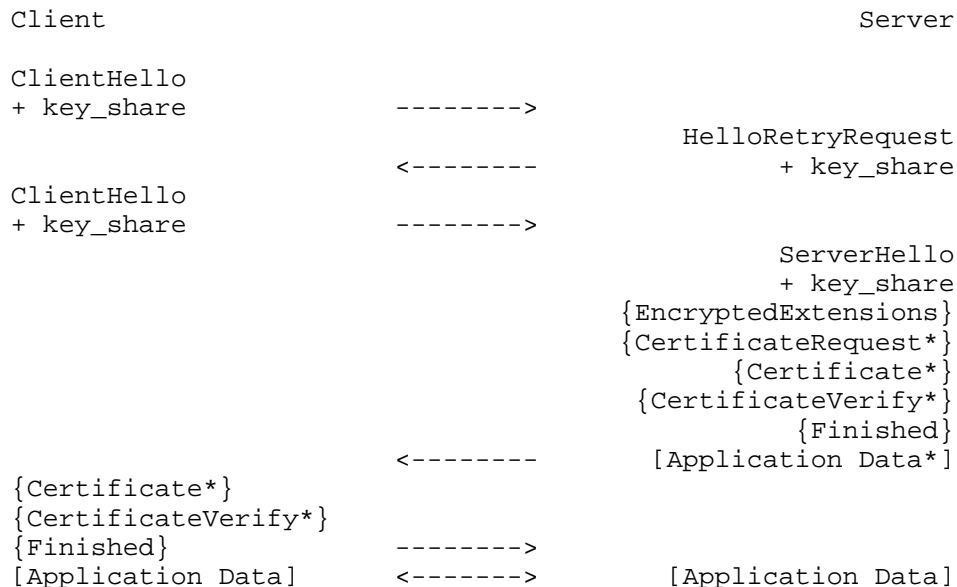 Client                                               Server

ClientHello
+ key_share             -------->
                                          HelloRetryRequest
                        <--------               + key_share
ClientHello
+ key_share             -------->
                                                ServerHello
                                                + key_share
                                      {EncryptedExtensions}
                                      {CertificateRequest*}
                                             {Certificate*}
                                       {CertificateVerify*}
                                                 {Finished}
                        <--------       [Application Data*]
{Certificate*}
{CertificateVerify*}
{Finished}              -------->
[Application Data]      <------->        [Application Data]